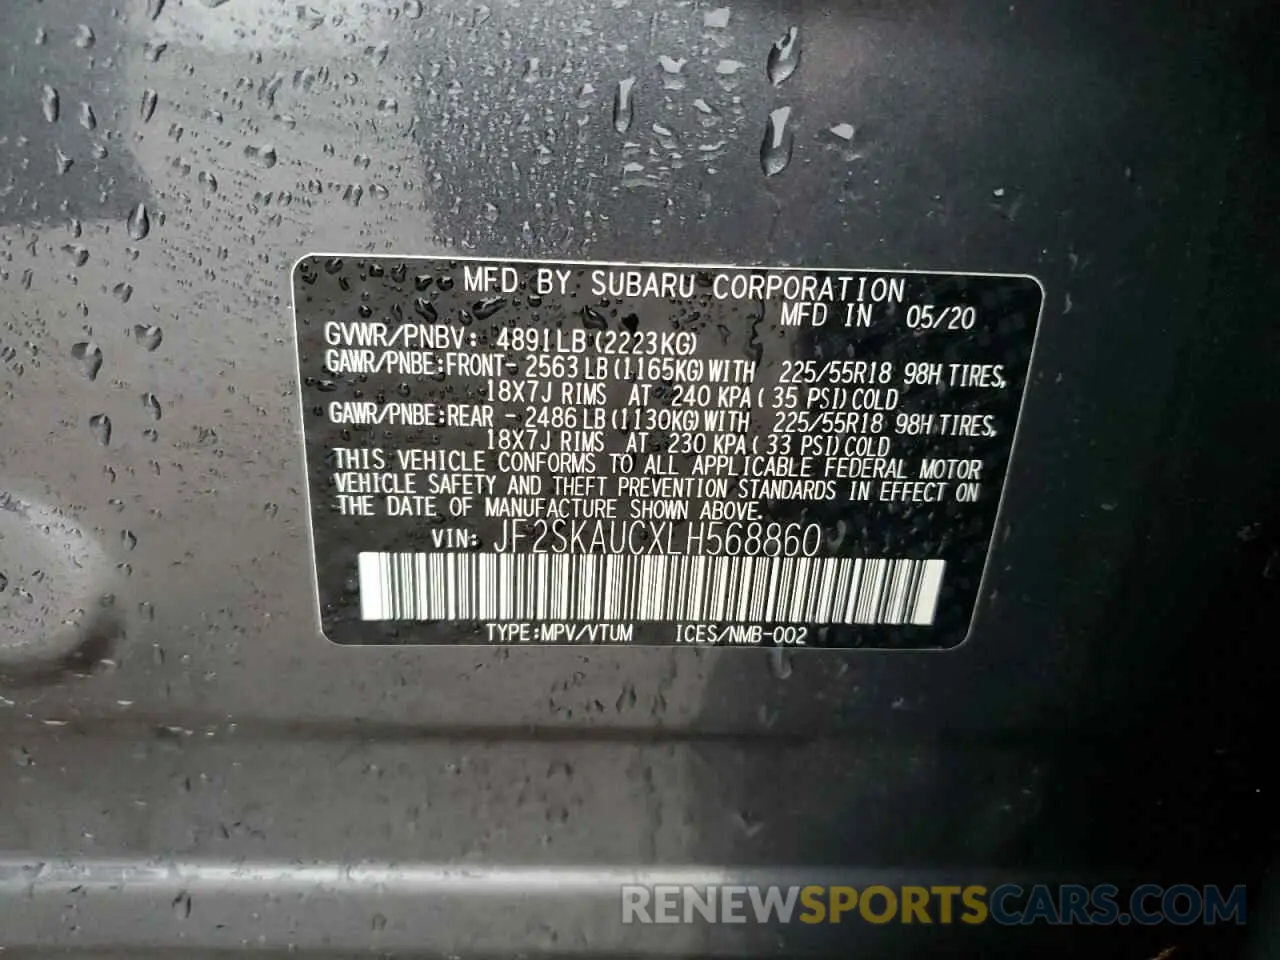 MFD BY SUBARU CORPORATION
MFD IN 05/20
GVWR/PNBV: 4891LB(2223KG)
GAWR/PNBE:FRONT- 2563 LB(1165KG)WITH 225/55R18 98H TIRES,
18X7J RIMS AT 240 KPA( 35 PSI)COLD
GAWR/PNBE:REAR - 2486 LB(1130KG)WITH 225/55R18 98H TIRES,
18X7J RIMS AT 230 KPA( 33 PSI)COLD
THIS VEHICLE CONFORMS TO ALL APPLICABLE FEDERAL MOTOR
VEHICLE SAFETY AND THEFT PREVENTION STANDARDS IN EFFECT ON
THE DATE OF MANUFACTURE SHOWN ABOVE.
VIN: JF2SKAUCXLH568860
TYPE:MPV/VTUM ICES/NMB-002
RENEWSPORTSCARS.COM